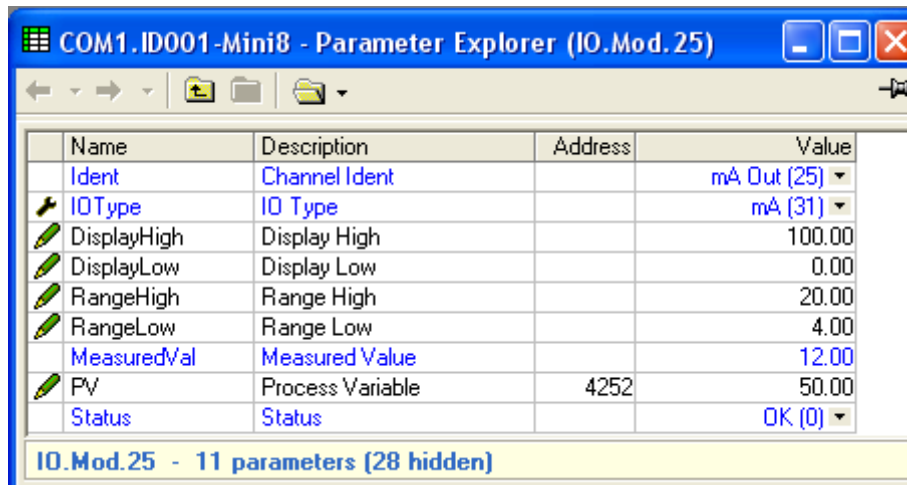 COM1.ID001-Mini8 - Parameter Explorer (IO.Mod.25)
Name Description Address Value
Ident Channel Ident mA Out (25)
IOType IO Type mA (31)
DisplayHigh Display High 100.00
DisplayLow Display Low 0.00
RangeHigh Range High 20.00
RangeLow Range Low 4.00
MeasuredVal Measured Value 12.00
PV Process Variable 4252 50.00
Status Status OK (0)
IO.Mod.25 - 11 parameters (28 hidden)